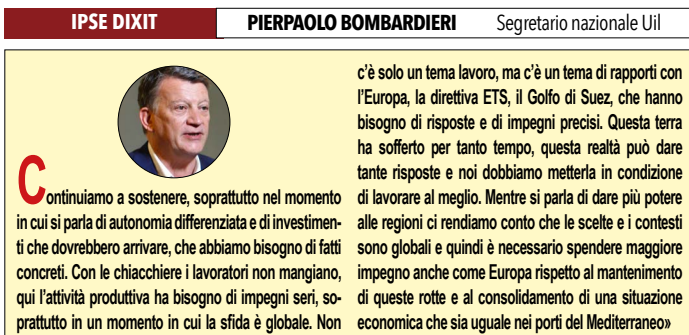 IPSE DIXIT PIERPAOLO BOMBARDIERI Segretario nazionale Uil
Continuiamo a sostenere, soprattutto nel momento
in cui si parla di autonomia differenziata e di investimen-
ti che dovrebbero arrivare, che abbiamo bisogno di fatti
concreti. Con le chiacchiere i lavoratori non mangiano,
qui l'attività produttiva ha bisogno di impegni seri, so-
prattutto in un momento in cui la sfida è globale. Non
c'è solo un tema lavoro, ma c'è un tema di rapporti con
l'Europa, la direttiva ETS, il Golfo di Suez, che hanno
bisogno di risposte e di impegni precisi. Questa terra
ha sofferto per tanto tempo, questa realtà può dare
tante risposte e noi dobbiamo metterla in condizione
di lavorare al meglio. Mentre si parla di dare più potere
alle regioni ci rendiamo conto che le scelte e i contesti
sono globali e quindi è necessario spendere maggiore
impegno anche come Europa rispetto al mantenimento
di queste rotte e al consolidamento di una situazione
economica che sia uguale nei porti del Mediterraneo»